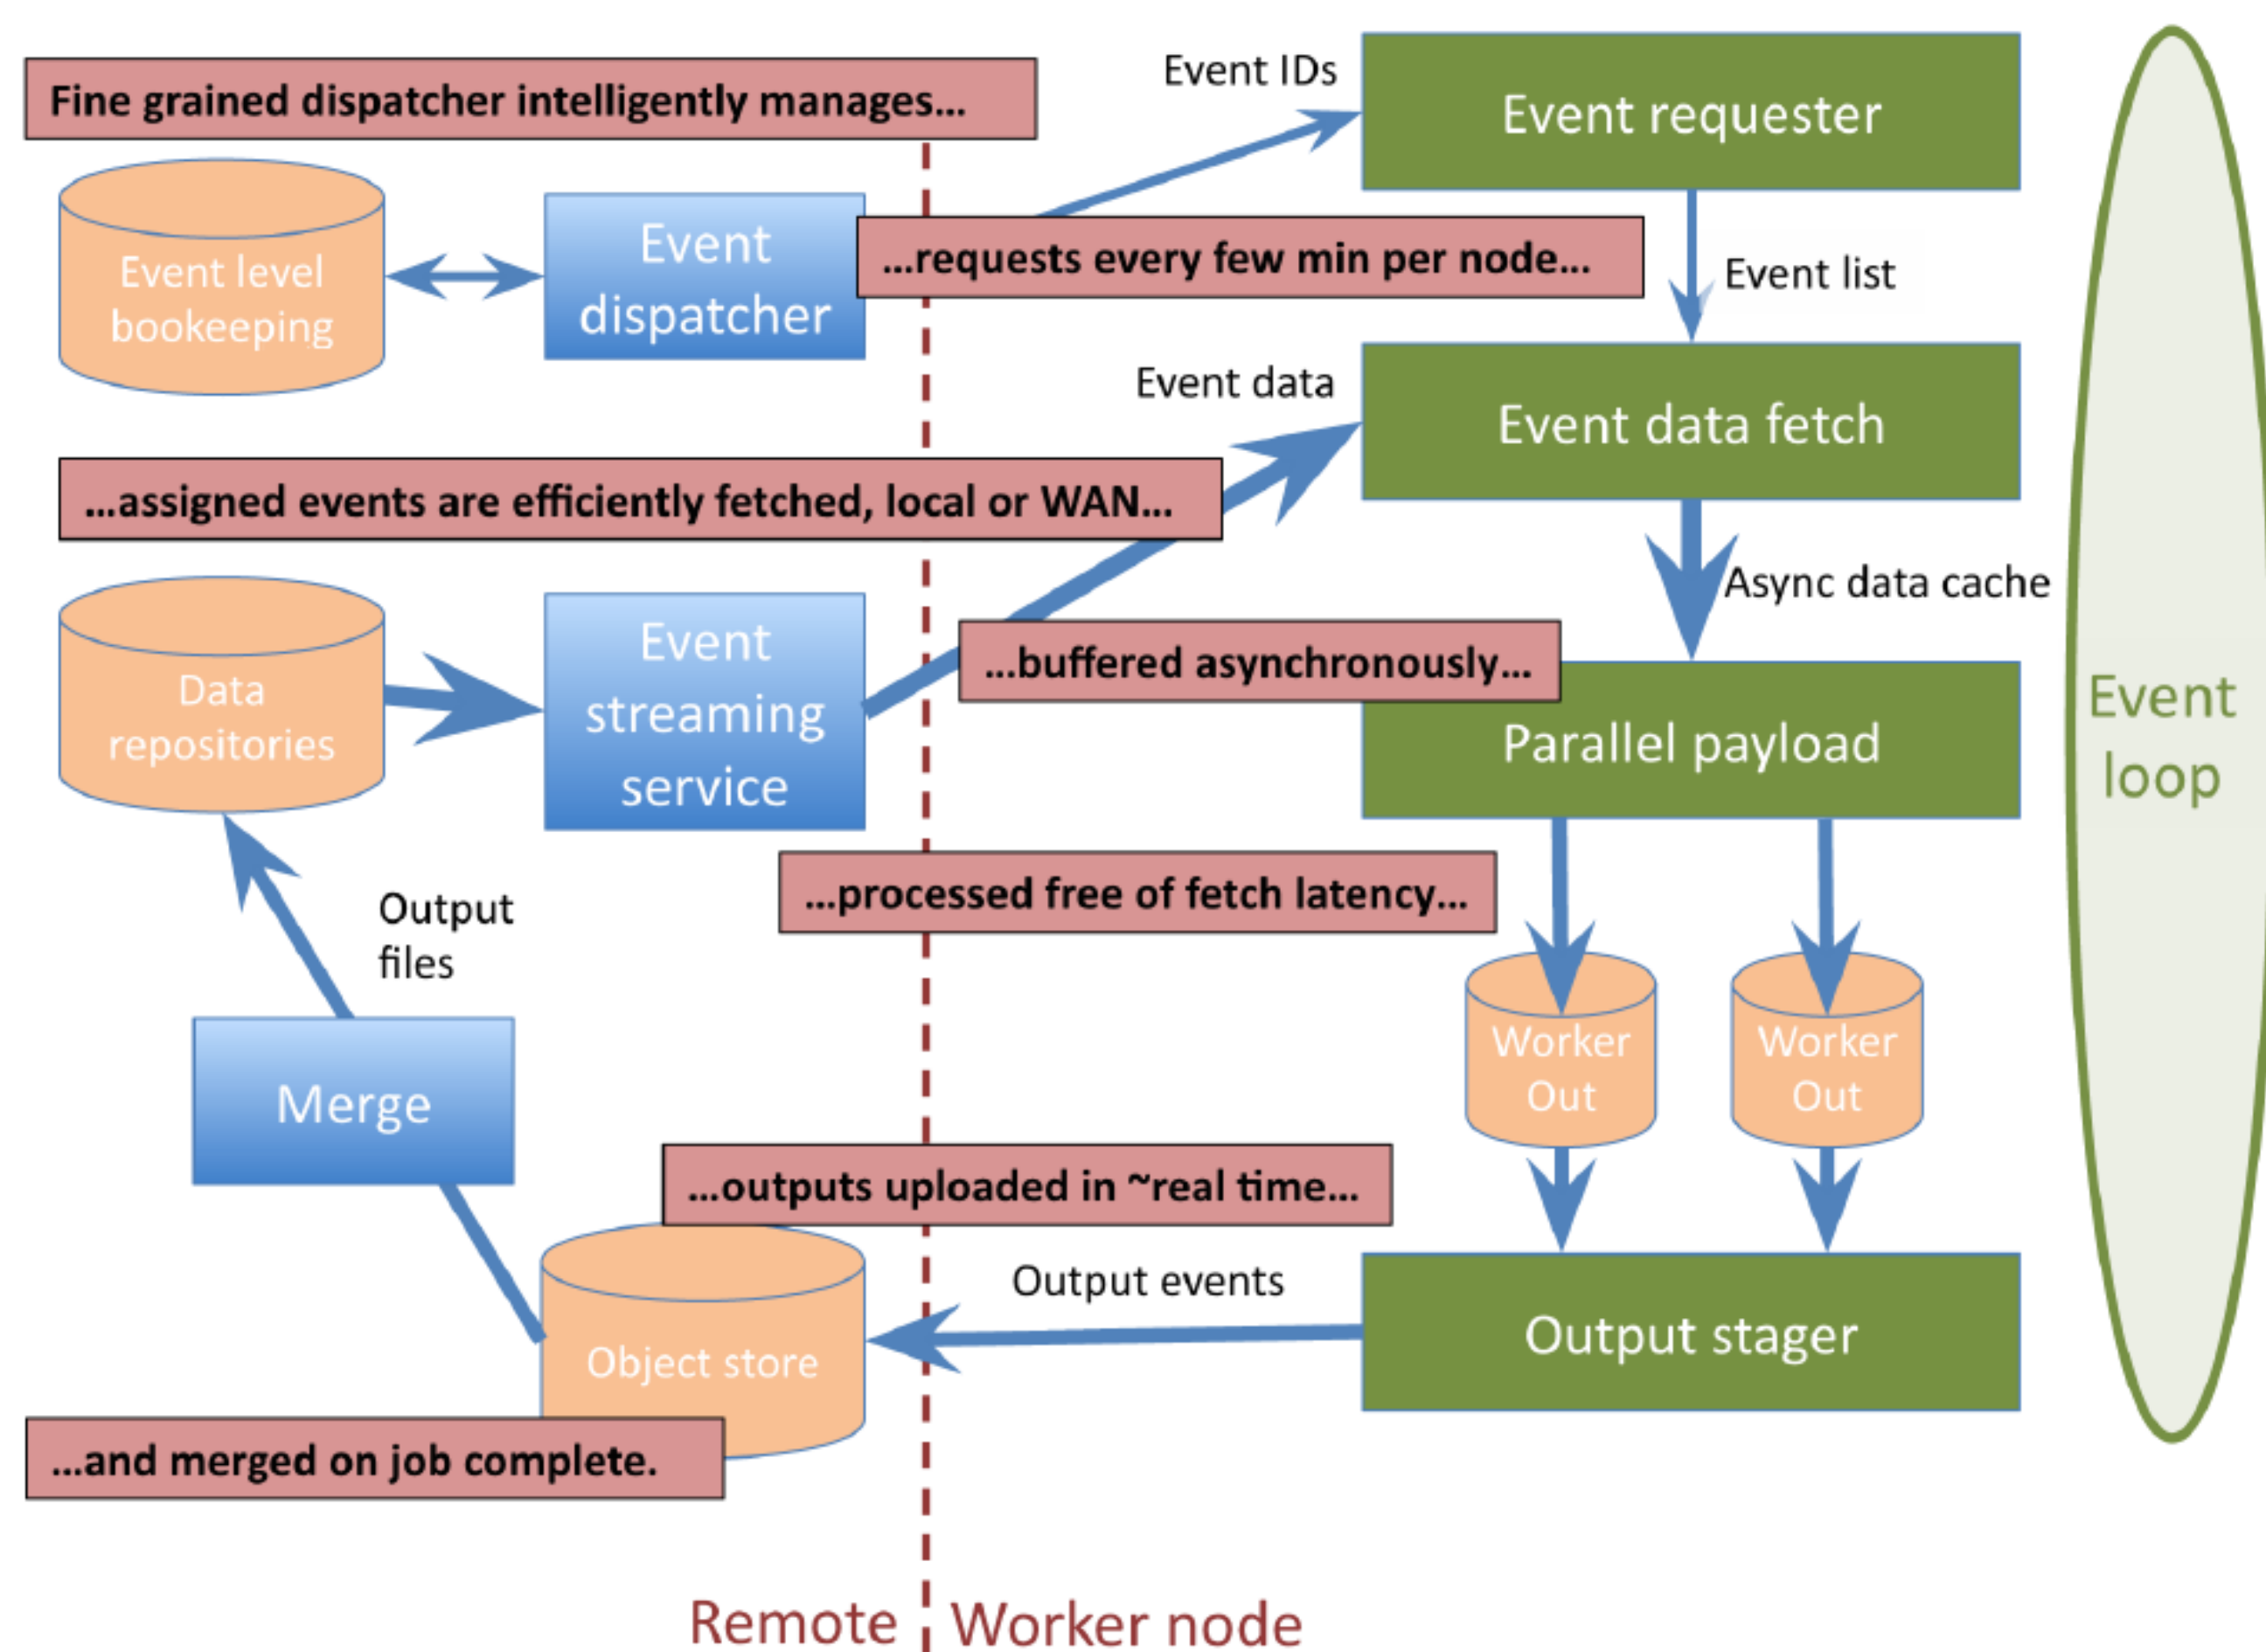 Fine grained dispatcher intelligently manages...
Event IDs
Event requester
Event level
bookeeping
Event
dispatcher
...requests every few min per node...
Event list
Event data
Event data fetch
...assigned events are efficiently fetched, local or WAN...
Async data cache
Data
repositories
Event
streaming
service
...buffered asynchronously...
Parallel payload
Event
loop
...processed free of fetch latency...
Output
files
Worker
Out
Worker
Out
Merge
...outputs uploaded in ~real time...
Output events
Object store
Output stager
...and merged on job complete.
Remote
Worker node